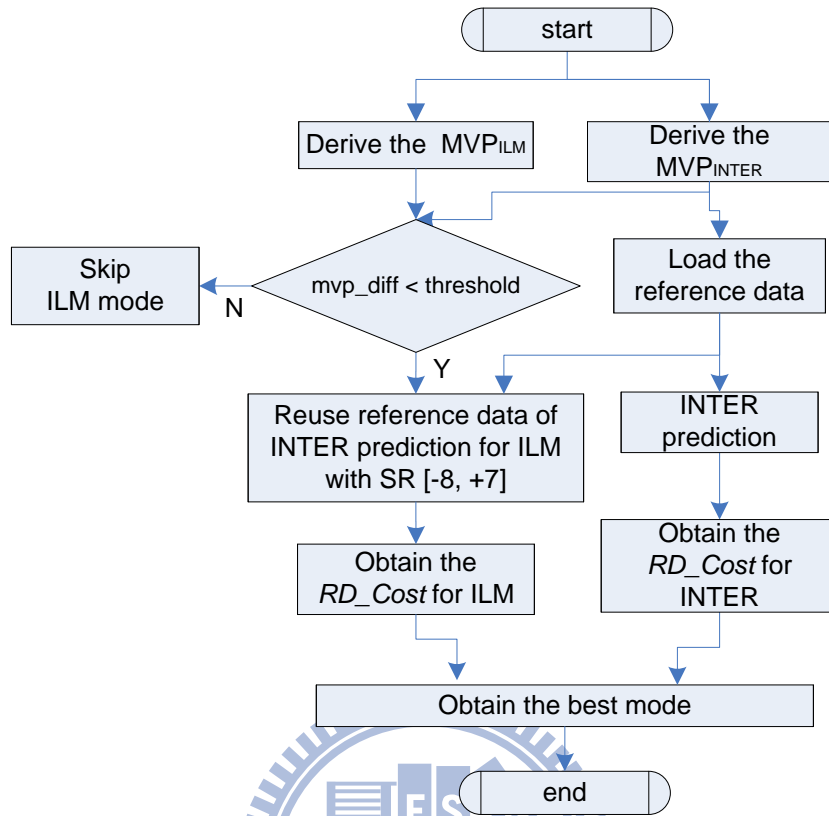 start
Derive the MVPILM
Derive the
MVPINTER
Skip
ILM mode
N
mvp_diff < threshold
Load the
reference data
Y
Reuse reference data of
INTER prediction for ILM
with SR [-8, +7]
INTER
prediction
Obtain the
RD_Cost for ILM
Obtain the
RD_Cost for
INTER
Obtain the best mode
end
E S